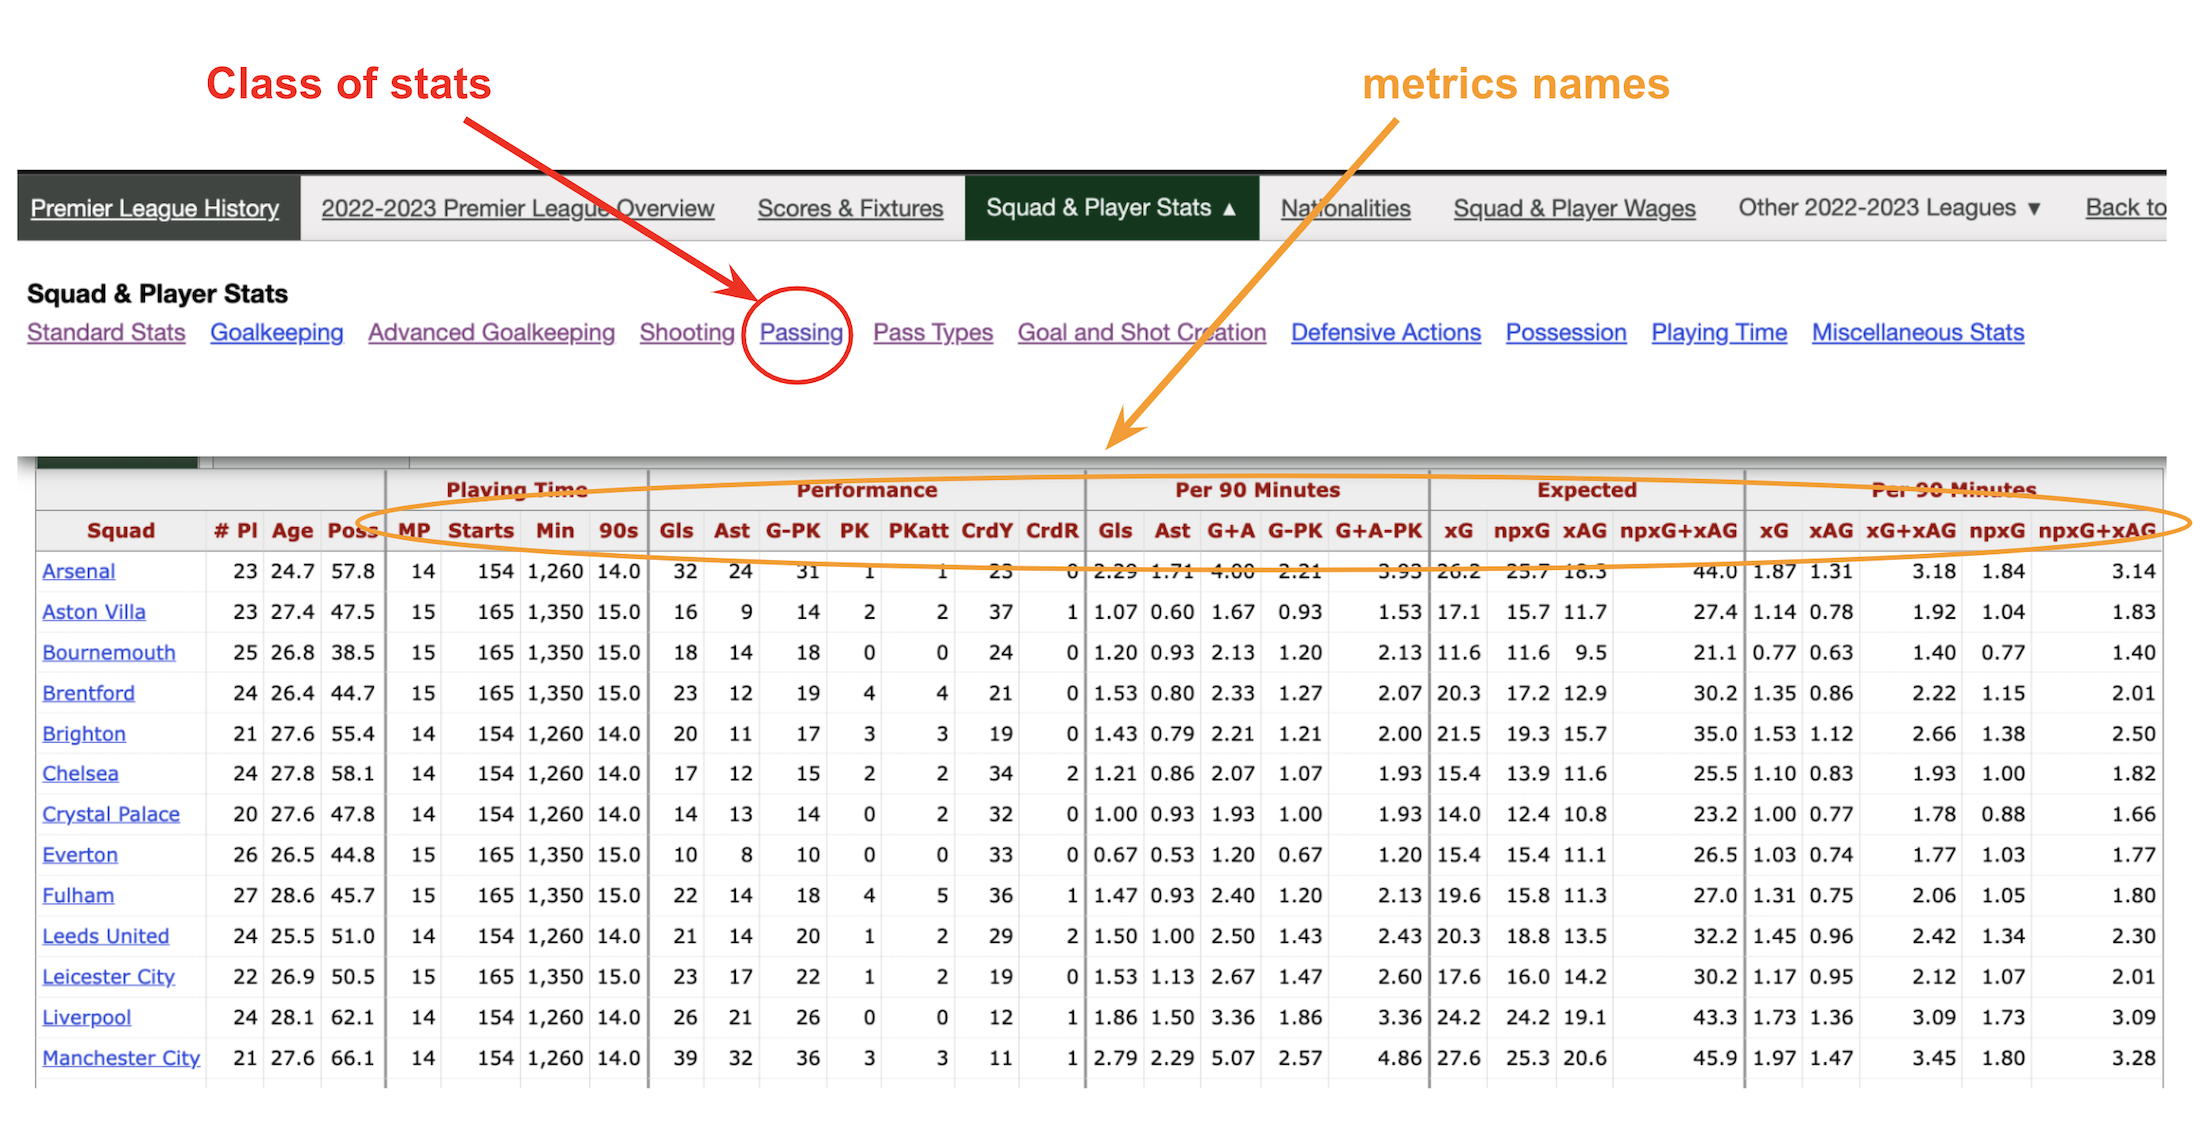 Class of stats metrics names
Premier League History 2022-2023 Premier League Overview Scores & Fixtures Squad & Player Stats ▲ Nationalities Squad & Player Wages Other 2022-2023 Leagues ▼ Back to
Squad & Player Stats
Standard Stats Goalkeeping Advanced Goalkeeping Shooting Passing Pass Types Goal and Shot Creation Defensive Actions Possession Playing Time Miscellaneous Stats
Playing Time Performance Per 90 Minutes Expected Per 90 Minutes
Squad # Pl Age Poss MP Starts Min 90s Gls Ast G-PK PK PKatt CrdY CrdR Gls Ast G+A G-PK G+A-PK xG npxG xAG npxG+xAG xG xAG xG+xAG npxG npxG+xAG
Arsenal 23 24.7 57.8 14 154 1,260 14.0 32 24 31 1 1 23 0 2.29 1.71 4.00 2.21 3.93 26.2 25.7 18.3 44.0 1.87 1.31 3.18 1.84 3.14
Aston Villa 23 27.4 47.5 15 165 1,350 15.0 16 9 14 2 2 37 1 1.07 0.60 1.67 0.93 1.53 17.1 15.7 11.7 27.4 1.14 0.78 1.92 1.04 1.83
Bournemouth 25 26.8 38.5 15 165 1,350 15.0 18 14 18 0 0 24 0 1.20 0.93 2.13 1.20 2.13 11.6 11.6 9.5 21.1 0.77 0.63 1.40 0.77 1.40
Brentford 24 26.4 44.7 15 165 1,350 15.0 23 12 19 4 4 21 0 1.53 0.80 2.33 1.27 2.07 20.3 17.2 12.9 30.2 1.35 0.86 2.22 1.15 2.01
Brighton 21 27.6 55.4 14 154 1,260 14.0 20 11 17 3 3 19 0 1.43 0.79 2.21 1.21 2.00 21.5 19.3 15.7 35.0 1.53 1.12 2.66 1.38 2.50
Chelsea 24 27.8 58.1 14 154 1,260 14.0 17 12 15 2 2 34 2 1.21 0.86 2.07 1.07 1.93 15.4 13.9 11.6 25.5 1.10 0.83 1.93 1.00 1.82
Crystal Palace 20 27.6 47.8 14 154 1,260 14.0 14 13 14 0 2 32 0 1.00 0.93 1.93 1.00 1.93 14.0 12.4 10.8 23.2 1.00 0.77 1.78 0.88 1.66
Everton 26 26.5 44.8 15 165 1,350 15.0 10 8 10 0 0 33 0 0.67 0.53 1.20 0.67 1.20 15.4 15.4 11.1 26.5 1.03 0.74 1.77 1.03 1.77
Fulham 27 28.6 45.7 15 165 1,350 15.0 22 14 18 4 5 36 1 1.47 0.93 2.40 1.20 2.13 19.6 15.8 11.3 27.0 1.31 0.75 2.06 1.05 1.80
Leeds United 24 25.5 51.0 14 154 1,260 14.0 21 14 20 1 2 29 2 1.50 1.00 2.50 1.43 2.43 20.3 18.8 13.5 32.2 1.45 0.96 2.42 1.34 2.30
Leicester City 22 26.9 50.5 15 165 1,350 15.0 23 17 22 1 2 19 0 1.53 1.13 2.67 1.47 2.60 17.6 16.0 14.2 30.2 1.17 0.95 2.12 1.07 2.01
Liverpool 24 28.1 62.1 14 154 1,260 14.0 26 21 26 0 0 12 1 1.86 1.50 3.36 1.86 3.36 24.2 24.2 19.1 43.3 1.73 1.36 3.09 1.73 3.09
Manchester City 21 27.6 66.1 14 154 1,260 14.0 39 32 36 3 3 11 1 2.79 2.29 5.07 2.57 4.86 27.6 25.3 20.6 45.9 1.97 1.47 3.45 1.80 3.28